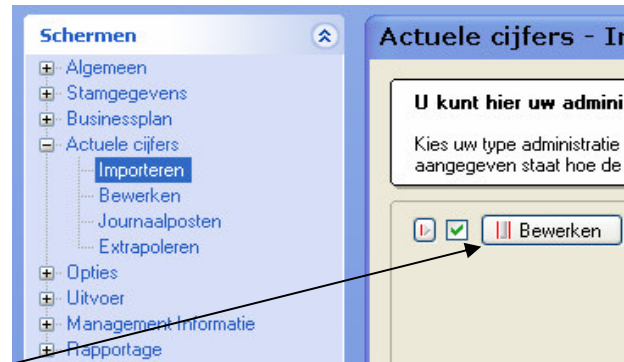 Schermen
Algemeen
Stamgegevens
Businessplan
Actuele cijfers
Importeren
Bewerken
Journaalposten
Extrapoleren
Opties
Uitvoer
Management Informatie
Rapportage
Actuele cijfers -
U kunt hier uw
Kies uw type administratie
aangegeven staat hoe de
Bewerken